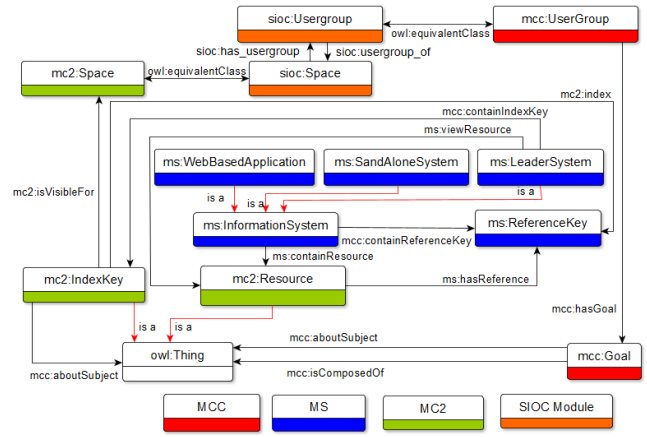 sioc:Usergroup
mcc:UserGroup
owl:equivalentClass
sioc:has_usergroup
sioc:usergroup_of
mc2:Space
owl:equivalentClass
sioc:Space
mc2:index
mcc:containIndexKey
ms:viewResource
ms:WebBasedApplication
ms:SandAloneSystem
ms:LeaderSystem
mc2:isVisibleFor
is a
is a
is a
ms:InformationSystem
ms:ReferenceKey
mcc:containReferenceKey
ms:containResource
mc2:IndexKey
mc2:Resource
ms:hasReference
mcc:hasGoal
is a
is a
mcc:aboutSubject
owl:Thing
mcc:Goal
mcc:aboutSubject
mcc:isComposedOf
MCC
MS
MC2
SIOC Module